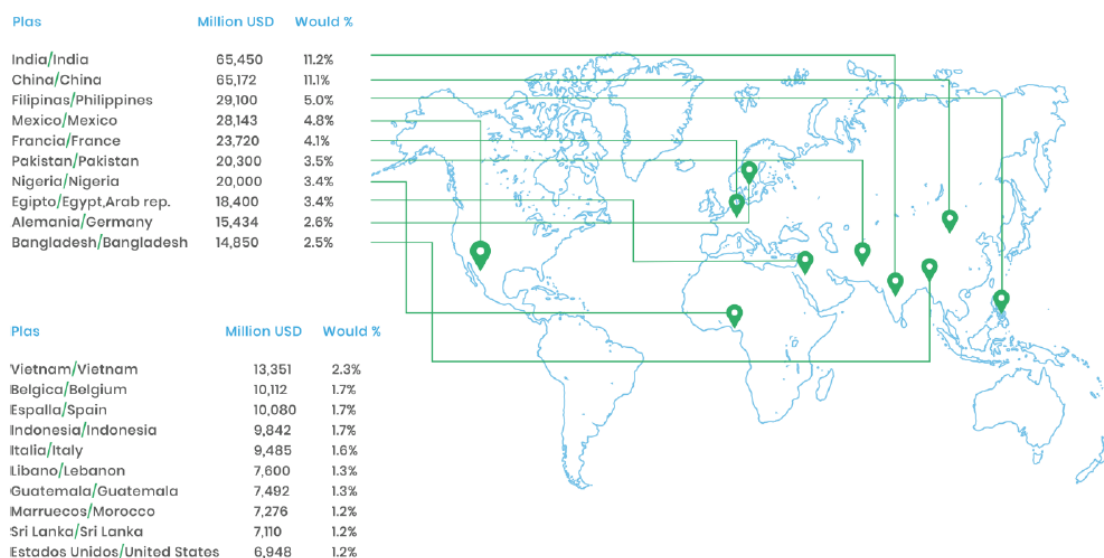 Plas Million USD Would %
India/India 65,450 11.2%
China/China 65,172 11.1%
Filipinas/Philippines 29,100 5.0%
Mexico/Mexico 28,143 4.8%
Francia/France 23,720 4.1%
Pakistan/Pakistan 20,300 3.5%
Nigeria/Nigeria 20,000 3.4%
Egipto/Egypt,Arab rep. 18,400 3.4%
Alemania/Germany 15,434 2.6%
Bangladesh/Bangladesh 14,850 2.5%
Plas Million USD Would %
Vietnam/Vietnam 13,351 2.3%
Belgica/Belgium 10,112 1.7%
Espalla/Spain 10,080 1.7%
Indonesia/Indonesia 9,842 1.7%
Italia/Italy 9,485 1.6%
Libano/Lebanon 7,600 1.3%
Guatemala/Guatemala 7,492 1.3%
Marruecos/Morocco 7,276 1.2%
Sri Lanka/Sri Lanka 7,110 1.2%
Estados Unidos/United States 6,948 1.2%